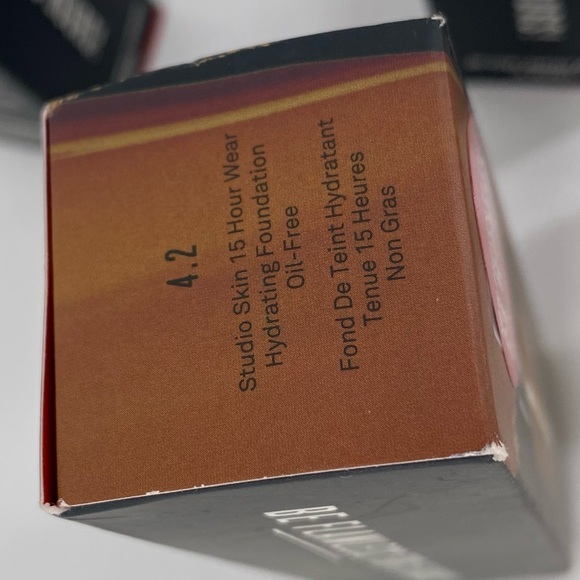 4.2
Studio Skin 15 Hour Wear
Hydrating Foundation
Oil-Free
Fond De Teint Hydratant
Tenue 15 Heures
Non Gras
BE